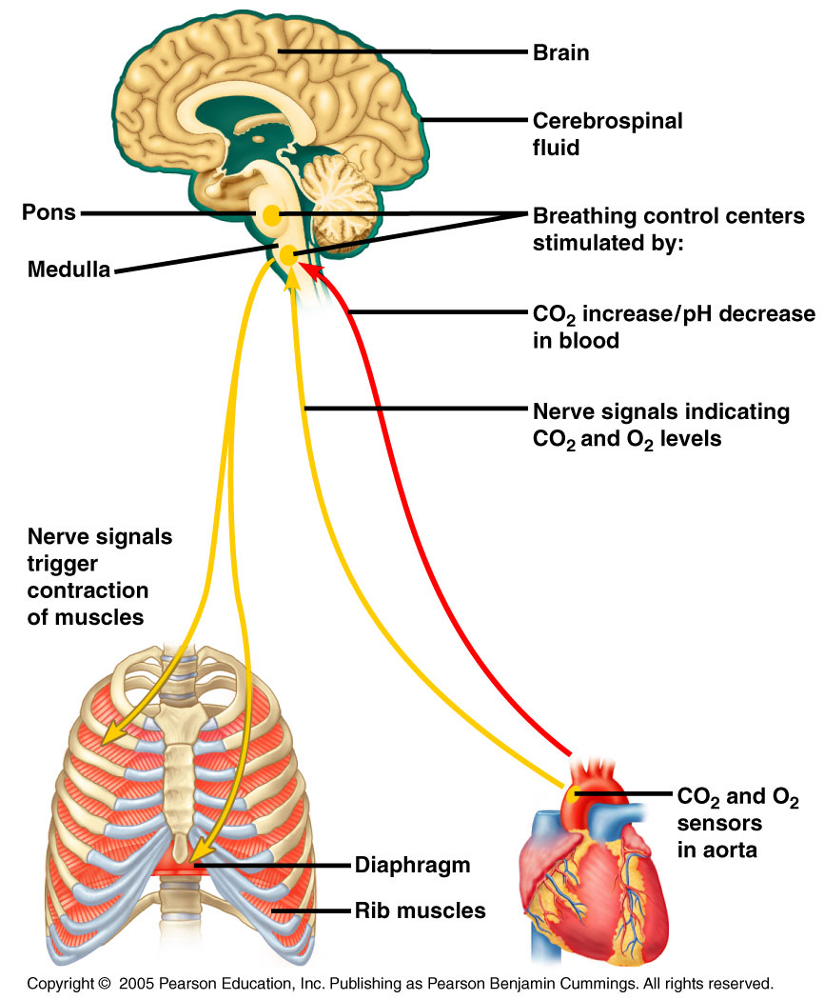 Brain
Cerebrospinal
fluid
Pons
Breathing control centers
stimulated by:
Medulla
CO₂ increase/pH decrease
in blood
Nerve signals indicating
CO₂ and O₂ levels
Nerve signals
trigger
contraction
of muscles
CO₂ and O₂
sensors
in aorta
Diaphragm
Rib muscles
Copyright © 2005 Pearson Education, Inc. Publishing as Pearson Benjamin Cummings. All rights reserved.